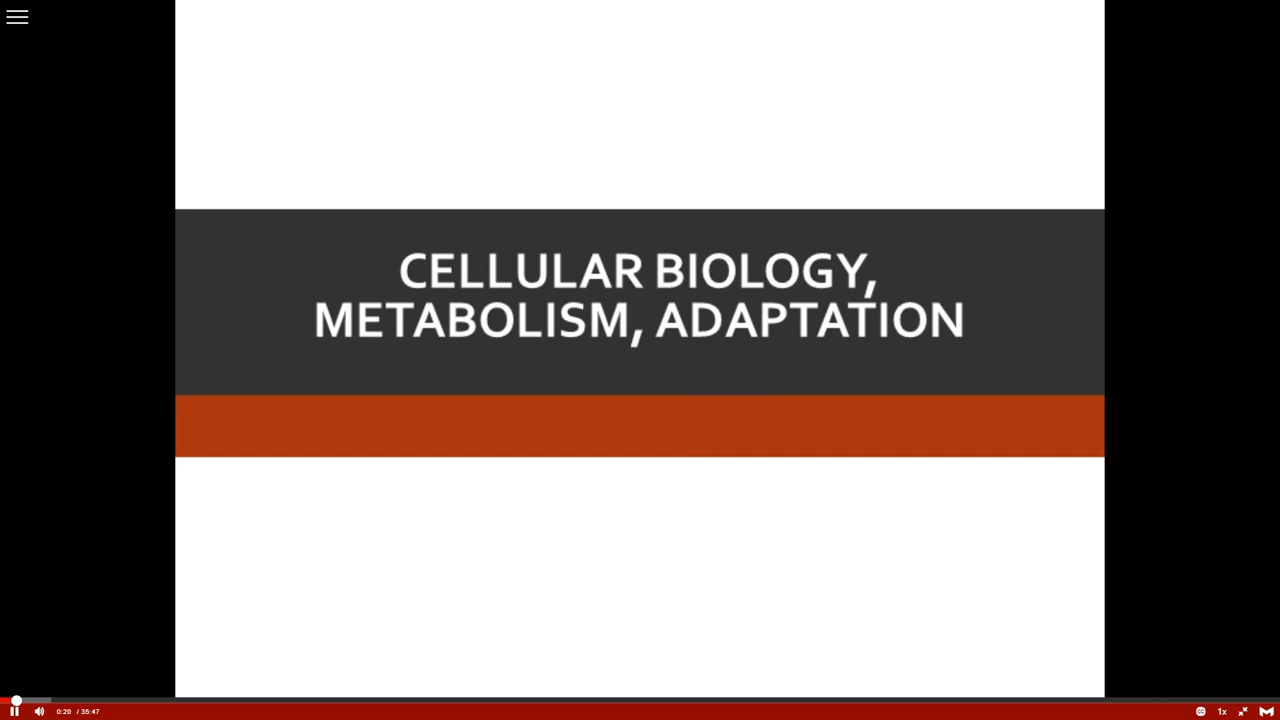 CELLULAR BIOLOGY,
METABOLISM, ADAPTATION
0:20 / 35:47
1x